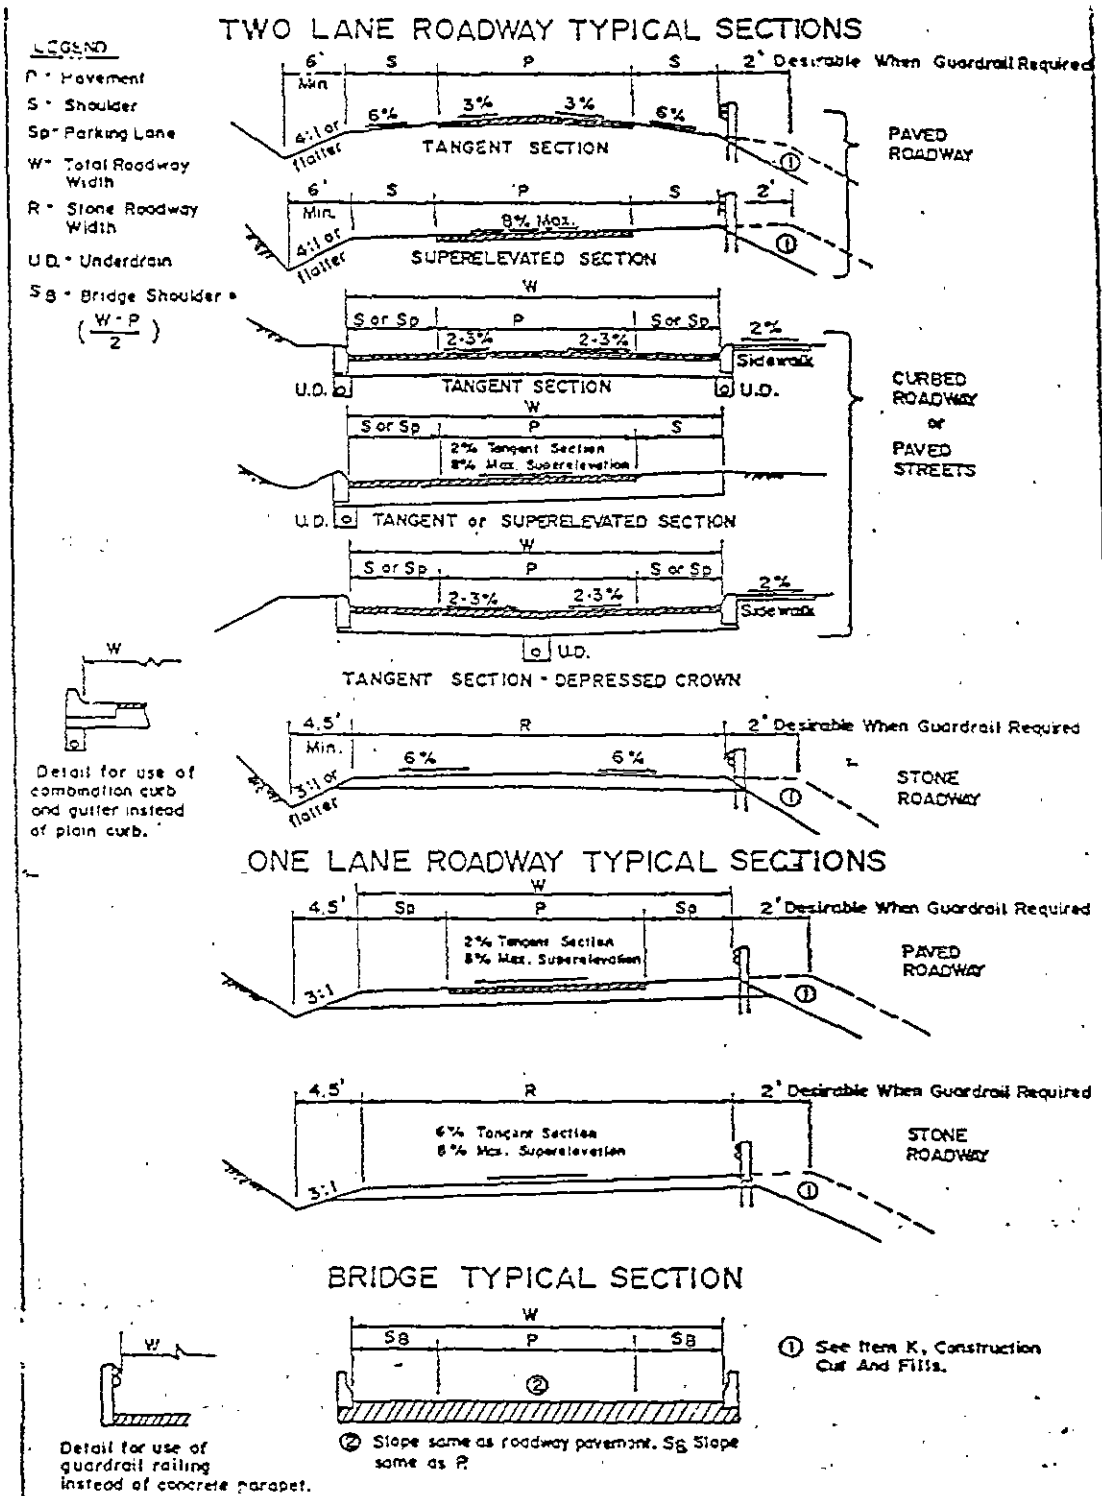 TWO LANE ROADWAY TYPICAL SECTIONS
LEGEND
P - Pavement
S - Shoulder
Sp - Parking Lane
W - Total Roadway
Width
R - Stone Roadway
Width
U.D. - Underdrain
SB - Bridge Shoulder =
( W - P / 2 )
6' S P S 2' Desirable When Guardrail Required
Min.
6% 3% 3% 6%
4:1 or
flatter
TANGENT SECTION
①
PAVED
ROADWAY
6' S P S 2'
Min.
8% Max.
4:1 or
flatter
SUPERELEVATED SECTION
①
W
S or Sp P S or Sp
2-3% 2-3% 2%
Sidewalk
U.D. TANGENT SECTION U.D.
CURBED
ROADWAY
or
PAVED
STREETS
W
S or Sp P S
2% Tangent Section
8% Max. Superelevation
U.D. TANGENT or SUPERELEVATED SECTION
W
S or Sp P S or Sp
2-3% 2-3% 2%
Sidewalk
U.D.
TANGENT SECTION - DEPRESSED CROWN
W
Detail for use of
combination curb
and gutter instead
of plain curb.
4.5' R 2' Desirable When Guardrail Required
Min.
6% 6%
3:1 or
flatter
①
STONE
ROADWAY
ONE LANE ROADWAY TYPICAL SECTIONS
W
4.5' Sp P Sp 2' Desirable When Guardrail Required
2% Tangent Section
8% Max. Superelevation
3:1
①
PAVED
ROADWAY
4.5' R 2' Desirable When Guardrail Required
6% Tangent Section
8% Max. Superelevation
3:1
①
STONE
ROADWAY
BRIDGE TYPICAL SECTION
W
SB P SB
②
① See Item K, Construction
Cut And Fills.
② Slope same as roadway pavement. SB Slope
same as P.
W
Detail for use of
guardrail railing
instead of concrete parapet.